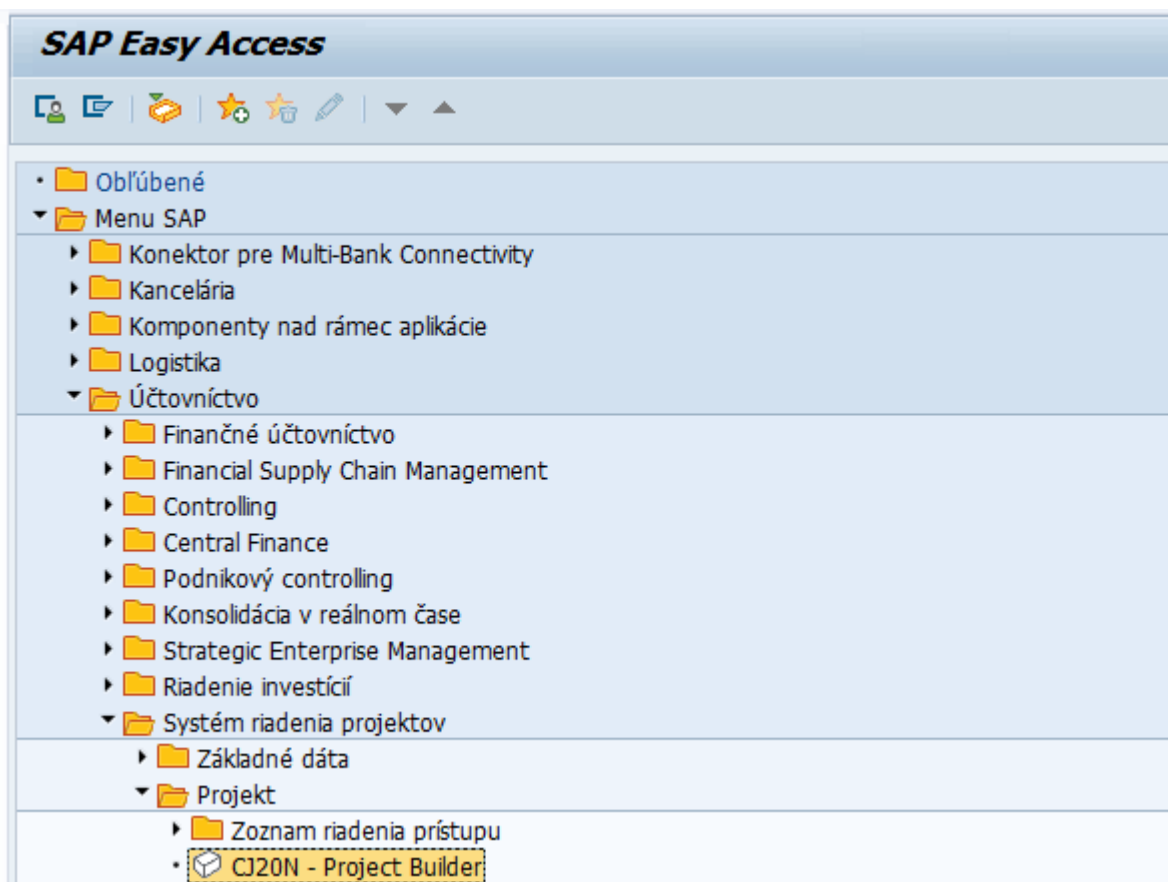 SAP Easy Access
Obľúbené
Menu SAP
Konektor pre Multi-Bank Connectivity
Kancelária
Komponenty nad rámec aplikácie
Logistika
Účtovníctvo
Finančné účtovníctvo
Financial Supply Chain Management
Controlling
Central Finance
Podnikový controlling
Konsolidácia v reálnom čase
Strategic Enterprise Management
Riadenie investícií
Systém riadenia projektov
Základné dáta
Projekt
Zoznam riadenia prístupu
CJ20N - Project Builder